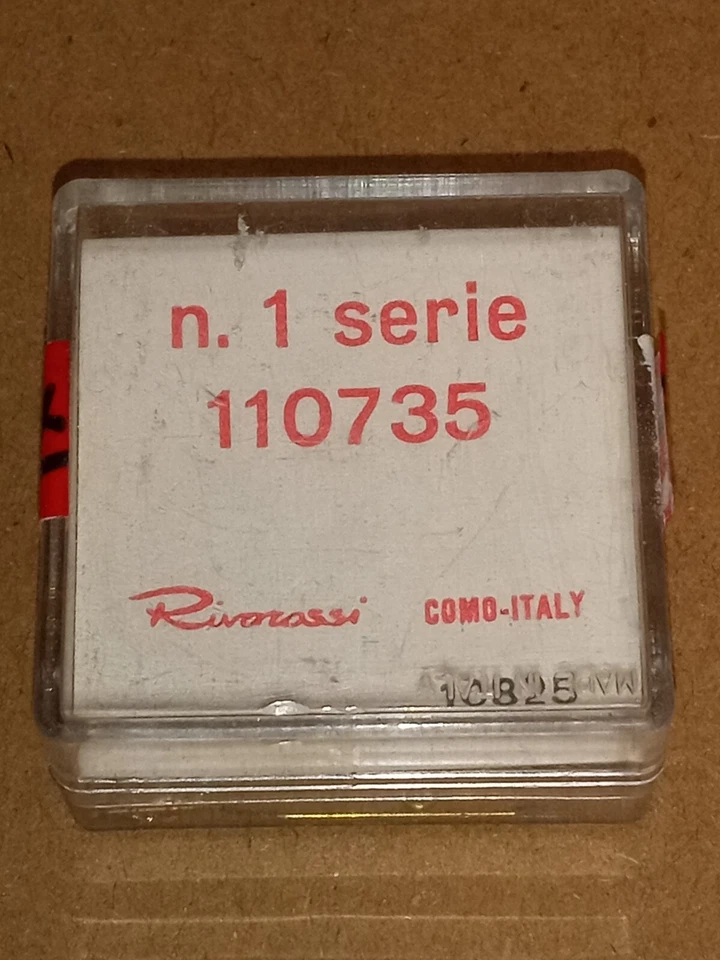 n. 1 serie
110735
Rivarossi COMO-ITALY
10825